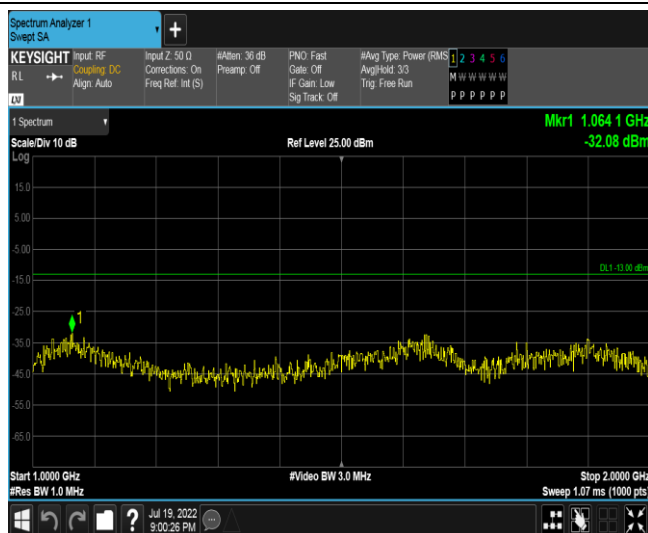 Spectrum Analyzer 1
Swept SA
+
KEYSIGHT
RL
LXI
Input: RF
Coupling: DC
Align: Auto
Input Z: 50 Ω
Corrections: On
Freq Ref: Int (S)
#Atten: 36 dB
Preamp: Off
PNO: Fast
Gate: Off
IF Gain: Low
Sig Track: Off
#Avg Type: Power (RMS
Avg|Hold: 3/3
Trig: Free Run
1 2 3 4 5 6
M W W W W W
P P P P P P
1 Spectrum
Scale/Div 10 dB
Ref Level 25.00 dBm
Mkr1 1.064 1 GHz
-32.08 dBm
Log
15.0
5.00
-5.00
DL1 -13.00 dBm
-15.0
-25.0
1
-35.0
-45.0
-55.0
-65.0
Start 1.0000 GHz
#Video BW 3.0 MHz
Stop 2.0000 GHz
#Res BW 1.0 MHz
Sweep 1.07 ms (1000 pts)
?
Jul 19, 2022
9:00:26 PM